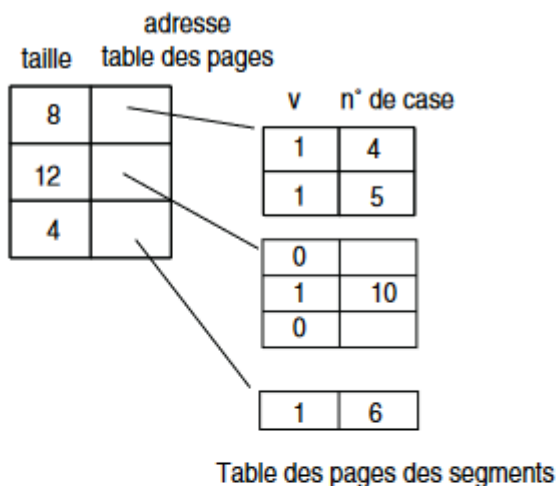 adresse
taille table des pages
v n° de case
8
1 4
12
1 5
4
0
1 10
0
1 6
Table des pages des segments